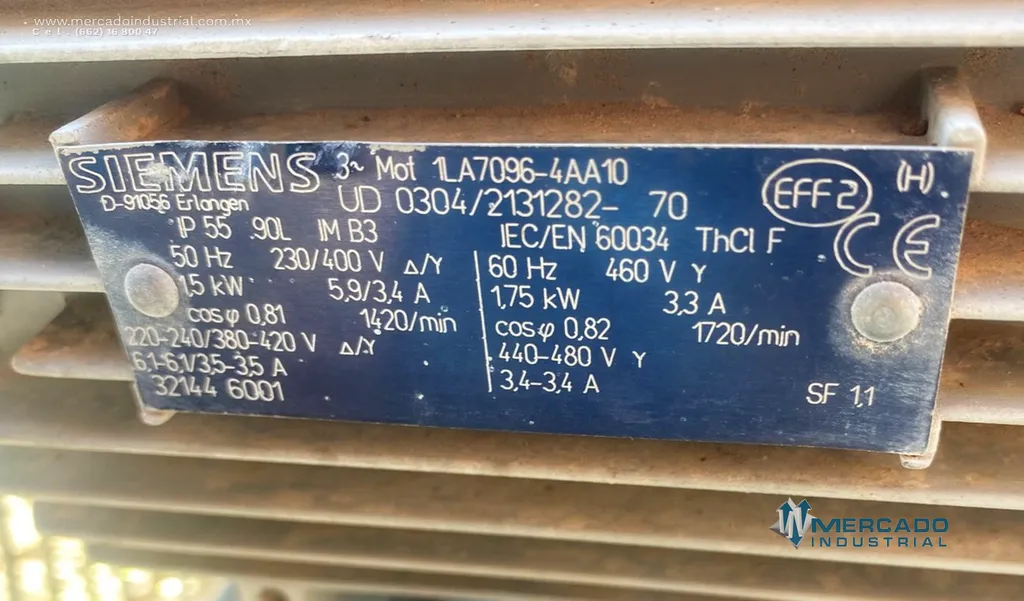 www.mercadoindustrial.com.mx
Cel. (662) 16 800 47
SIEMENS 3~ Mot 1LA7096-4AA10
D-91056 Erlangen UD 0304/2131282- 70
EFF2 (H)
CE
IP 55 90L IM B3 IEC/EN 60034 ThCl F
50 Hz 230/400 V Δ/Y
1,5 kW 5,9/3,4 A
cosφ 0,81 1420/min
220-240/380-420 V Δ/Y
6,1-6,1/3,5-3,5 A
32144 6001
60 Hz 460 V Y
1,75 kW 3,3 A
cosφ 0,82 1720/min
440-480 V Y
3,4-3,4 A
SF 1,1
MERCADO
INDUSTRIAL